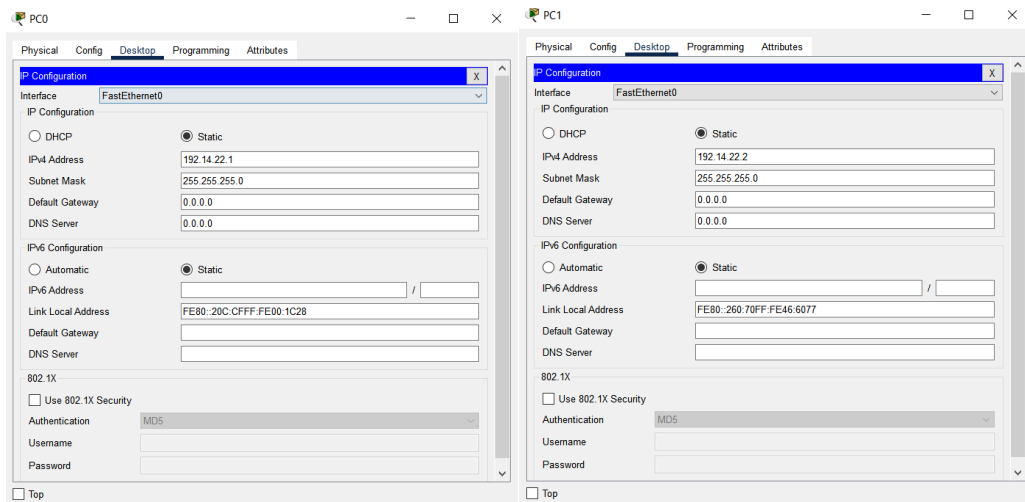 PC0
Physical Config Desktop Programming Attributes
IP Configuration X
Interface FastEthernet0
IP Configuration
DHCP Static
IPv4 Address 192.14.22.1
Subnet Mask 255.255.255.0
Default Gateway 0.0.0.0
DNS Server 0.0.0.0
IPv6 Configuration
Automatic Static
IPv6 Address /
Link Local Address FE80::20C:CFFF:FE00:1C28
Default Gateway
DNS Server
802.1X
Use 802.1X Security
Authentication MD5
Username
Password
Top
PC1
Physical Config Desktop Programming Attributes
IP Configuration X
Interface FastEthernet0
IP Configuration
DHCP Static
IPv4 Address 192.14.22.2
Subnet Mask 255.255.255.0
Default Gateway 0.0.0.0
DNS Server 0.0.0.0
IPv6 Configuration
Automatic Static
IPv6 Address /
Link Local Address FE80::260:70FF:FE46:6077
Default Gateway
DNS Server
802.1X
Use 802.1X Security
Authentication MD5
Username
Password
Top